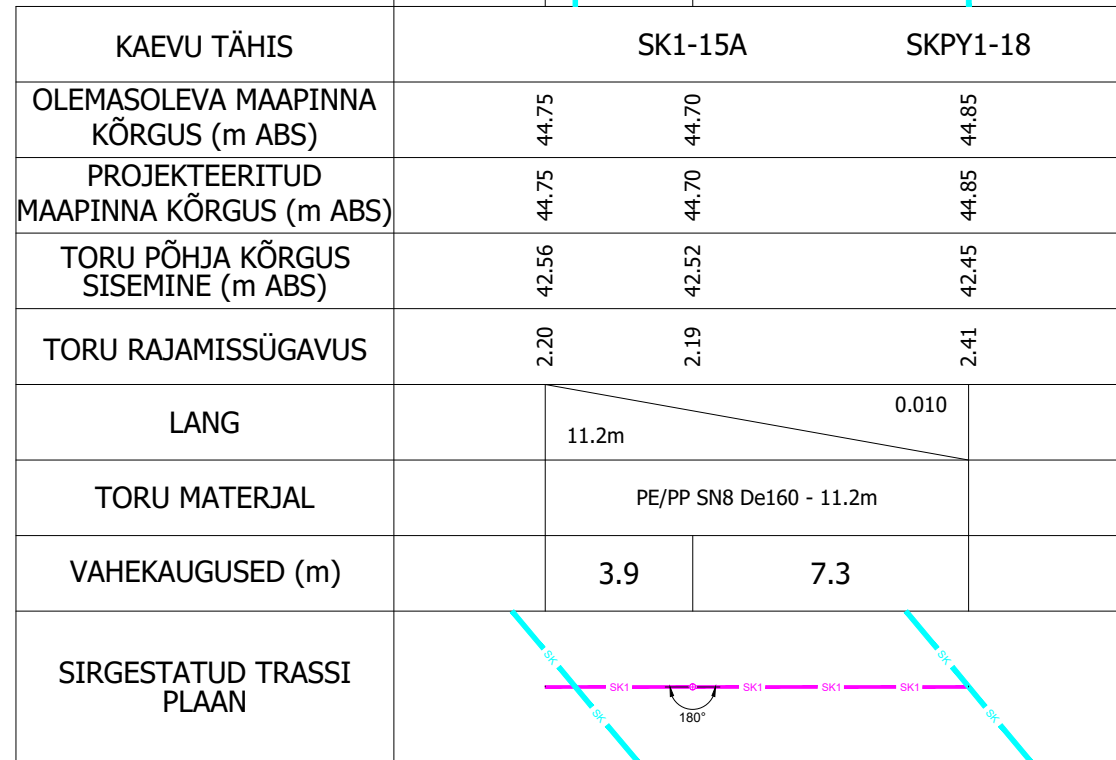 KAEVU TÄHIS
SK1-15A
SKPY1-18
OLEMASOLEVA MAAPINNA
KÕRGUS (m ABS)
44.75
44.70
44.85
PROJEKTEERITUD
MAAPINNA KÕRGUS (m ABS)
44.75
44.70
44.85
TORU PÕHJA KÕRGUS
SISEMINE (m ABS)
42.56
42.52
42.45
TORU RAJAMISSÜGAVUS
2.20
2.19
2.41
LANG
11.2m
0.010
TORU MATERJAL
PE/PP SN8 De160 - 11.2m
VAHEKAUGUSED (m)
3.9
7.3
SIRGESTATUD TRASSI
PLAAN
SK
SK
SK1
SK1
SK1
SK1
180°
SK
SK